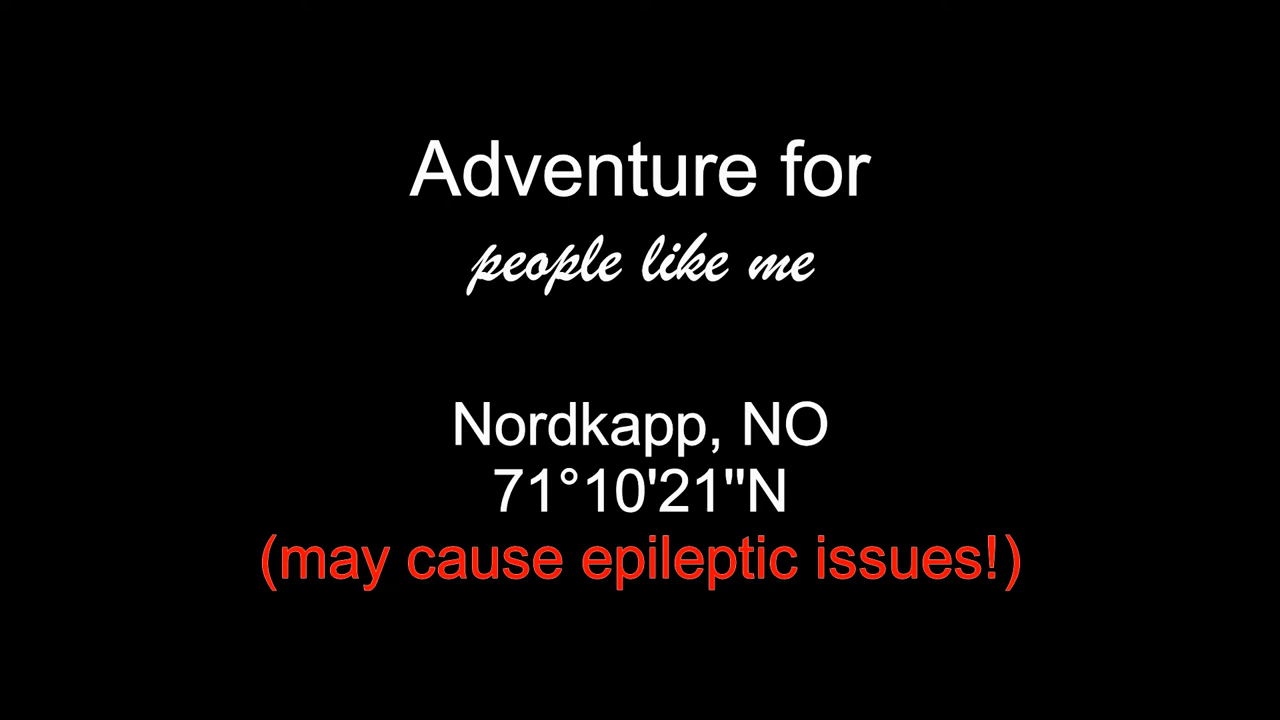 Adventure for
people like me
Nordkapp, NO
71°10'21"N
(may cause epileptic issues!)